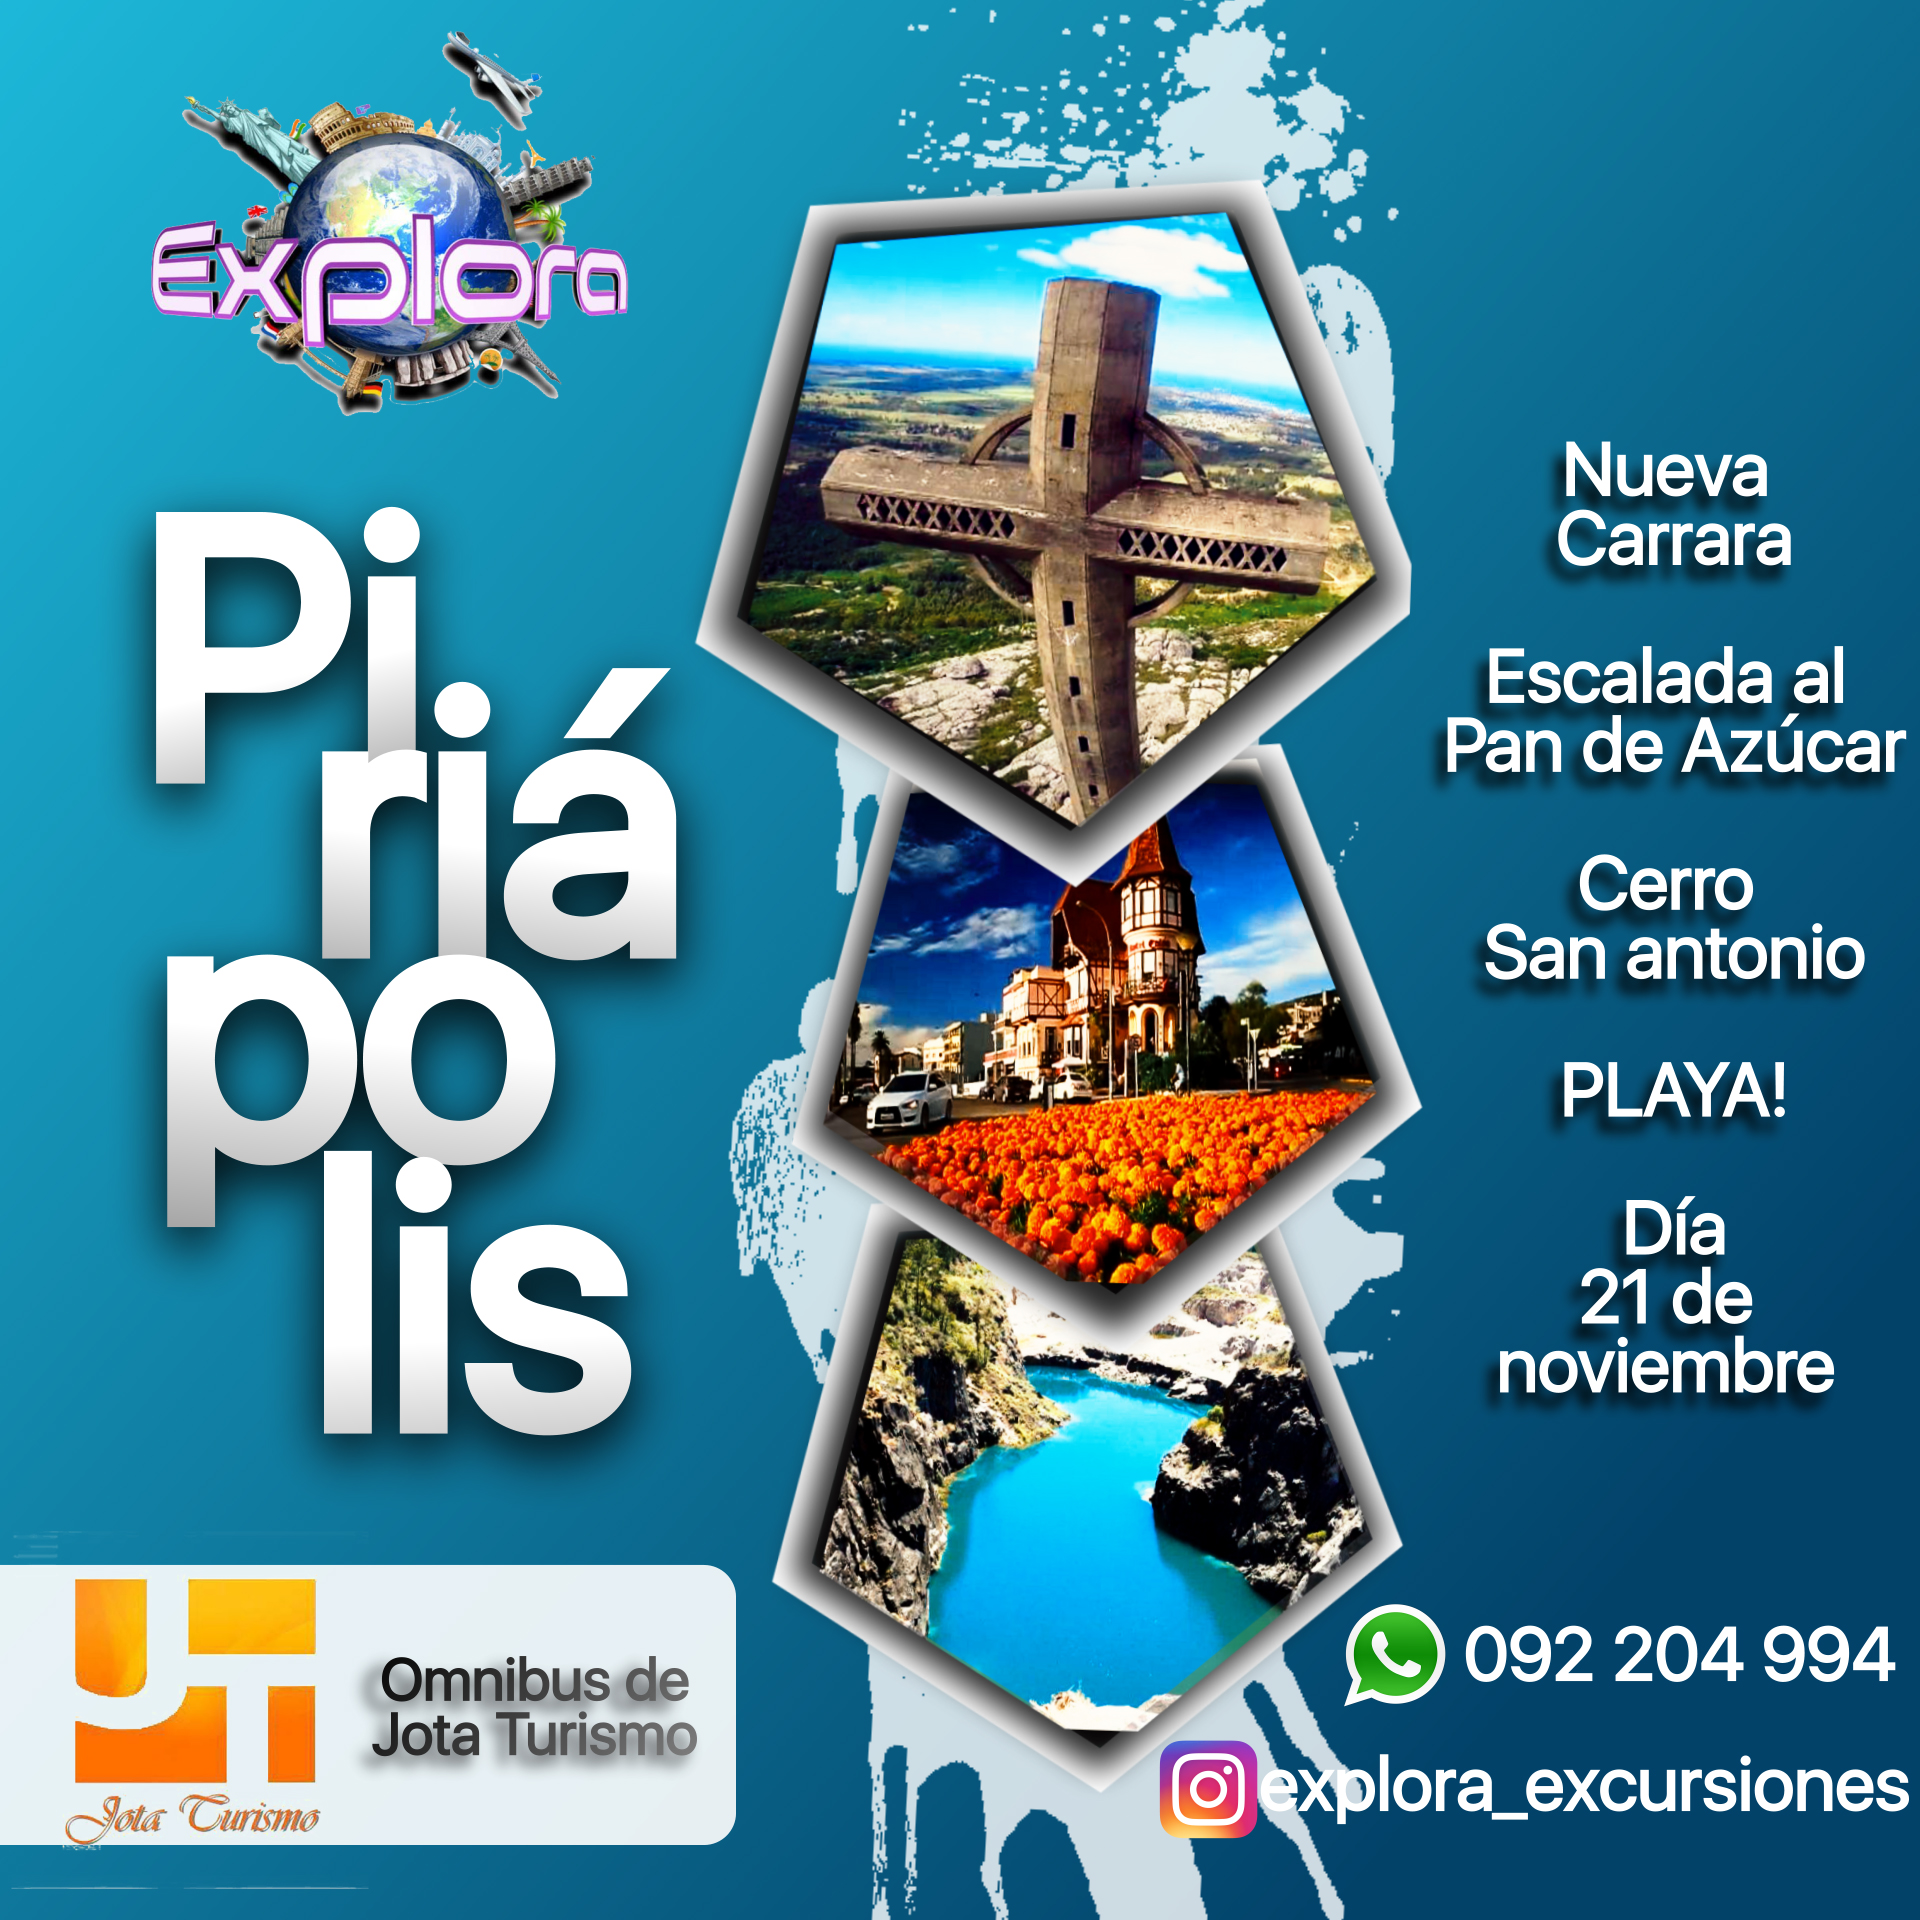 Explora
Pi
riá
po
lis
Nueva
Carrara
Escalada al
Pan de Azúcar
Cerro
San antonio
PLAYA!
Día
21 de
noviembre
Jota Turismo
Omnibus de
Jota Turismo
092 204 994
explora_excursiones